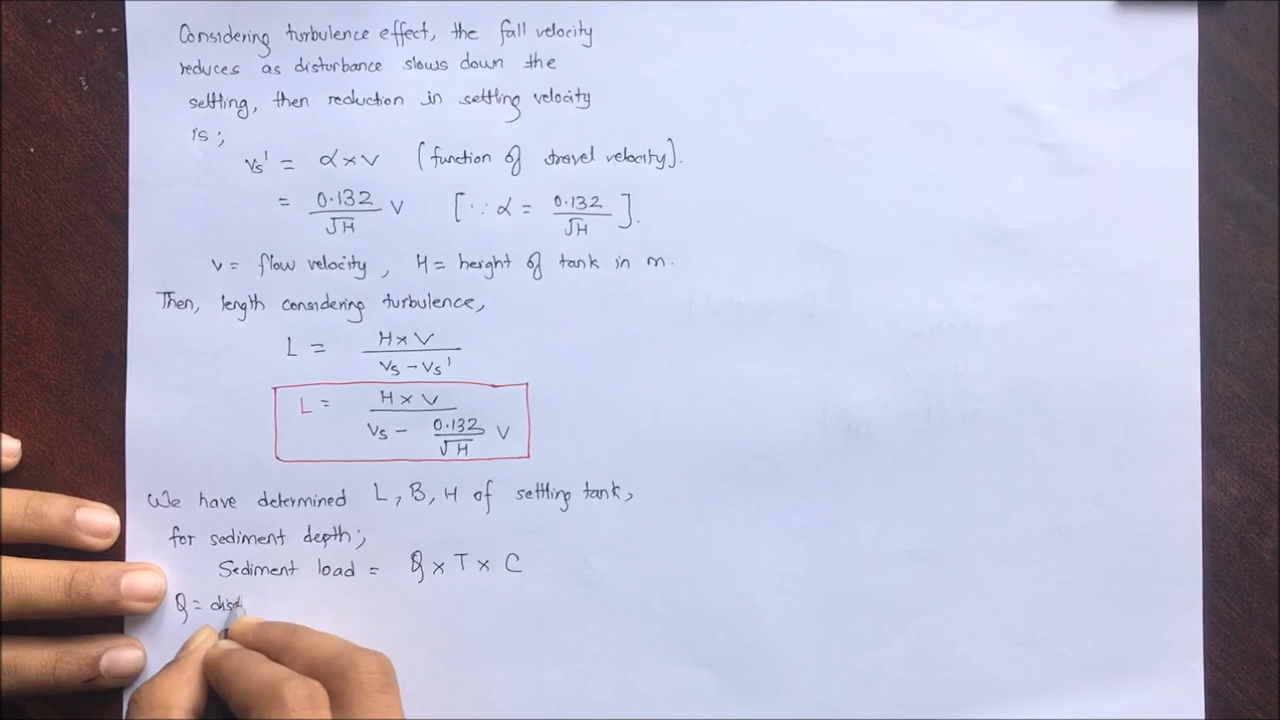 Considering turbulence effect, the fall velocity
reduces as disturbance slows down the
settling, then reduction in settling velocity
is;
Vs' = α × V (function of travel velocity).
= 0.132/√H V [∵ α = 0.132/√H].
V = flow velocity, H = height of tank in m.
Then, length considering turbulence,
L = H × V / Vs - Vs'
L = H × V / Vs - 0.132/√H V
We have determined L, B, H of settling tank,
for sediment depth;
Sediment load = Q × T × C
Q =